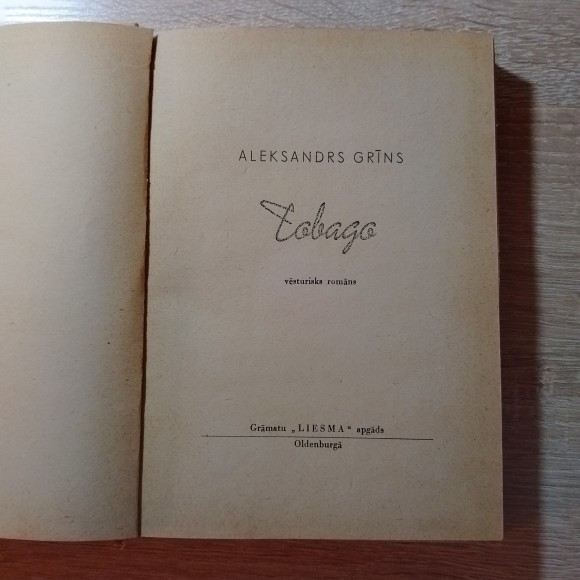 ALEKSANDRS GRĪNS
Tobago
vēsturisks romāns
Grāmatu „LIESMA“ apgāds
Oldenburgā